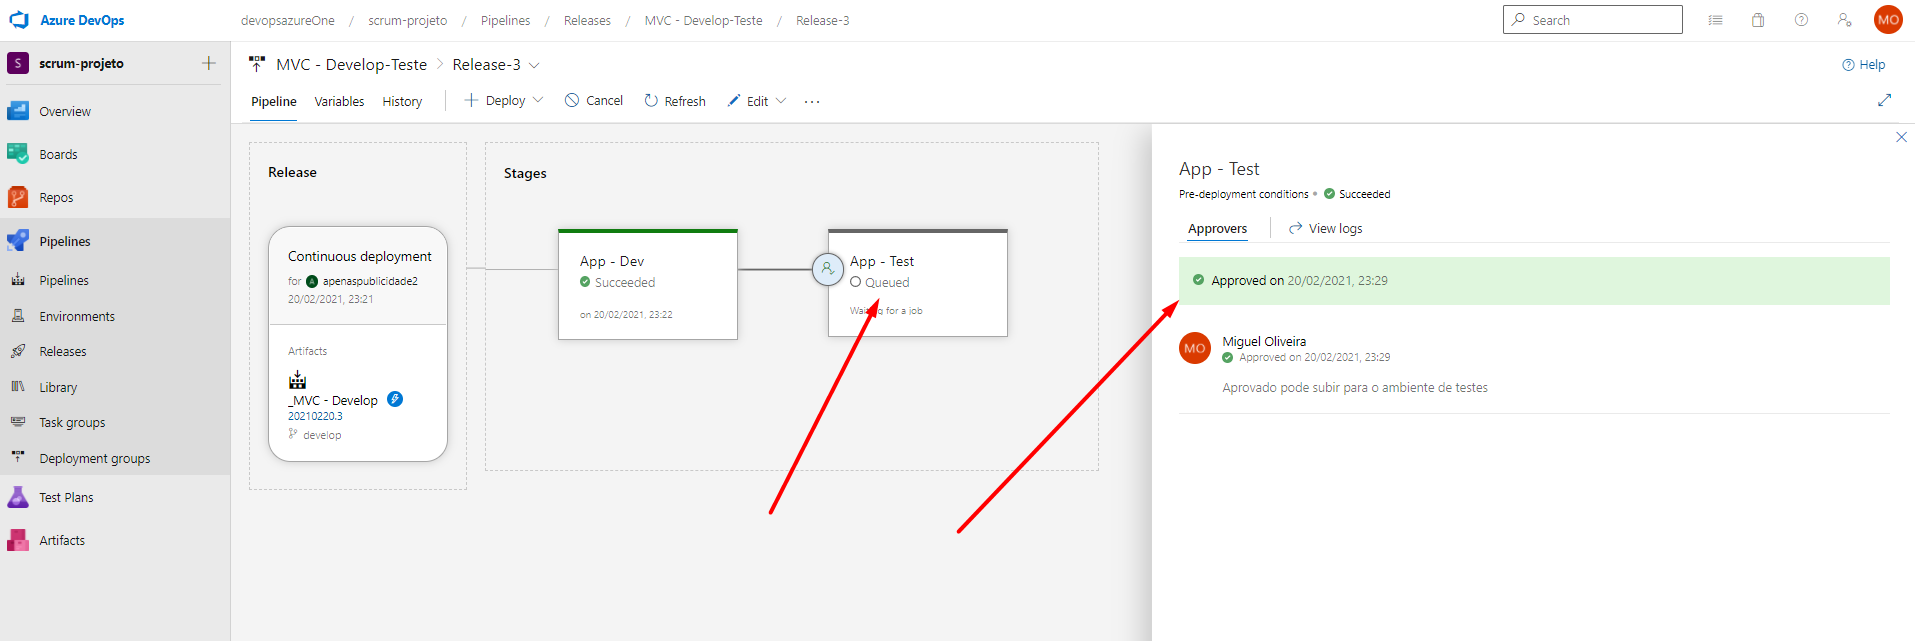 Azure DevOps
devopsazureOne / scrum-projeto / Pipelines / Releases / MVC - Develop-Teste / Release-3
Search
MO
S scrum-projeto
Overview
Boards
Repos
Pipelines
Pipelines
Environments
Releases
Library
Task groups
Deployment groups
Test Plans
Artifacts
MVC - Develop-Teste > Release-3
Help
Pipeline Variables History Deploy Cancel Refresh Edit ...
Release
Continuous deployment
for A apenaspublicidade2
20/02/2021, 23:21
Artifacts
_MVC - Develop
20210220.3
develop
Stages
App - Dev
Succeeded
on 20/02/2021, 23:22
App - Test
Queued
Waiting for a job
App - Test
Pre-deployment conditions • Succeeded
Approvers View logs
Approved on 20/02/2021, 23:29
MO Miguel Oliveira
Approved on 20/02/2021, 23:29
Aprovado pode subir para o ambiente de testes